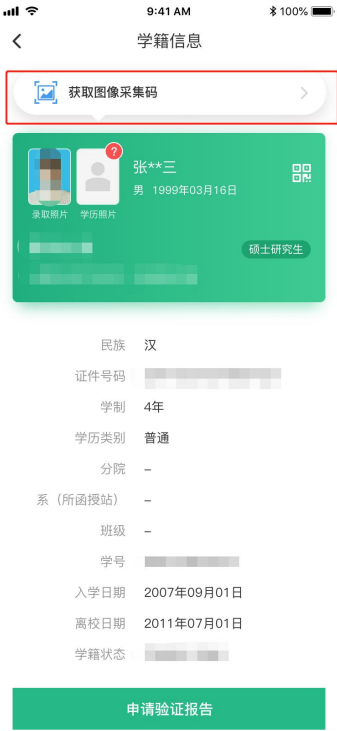 9:41 AM
100%
学籍信息
获取图像采集码
?
张**三
男 1999年03月16日
录取照片 学历照片
硕士研究生
民族 汉
证件号码
学制 4年
学历类别 普通
分院 –
系（所函授站） –
班级 –
学号
入学日期 2007年09月01日
离校日期 2011年07月01日
学籍状态
申请验证报告